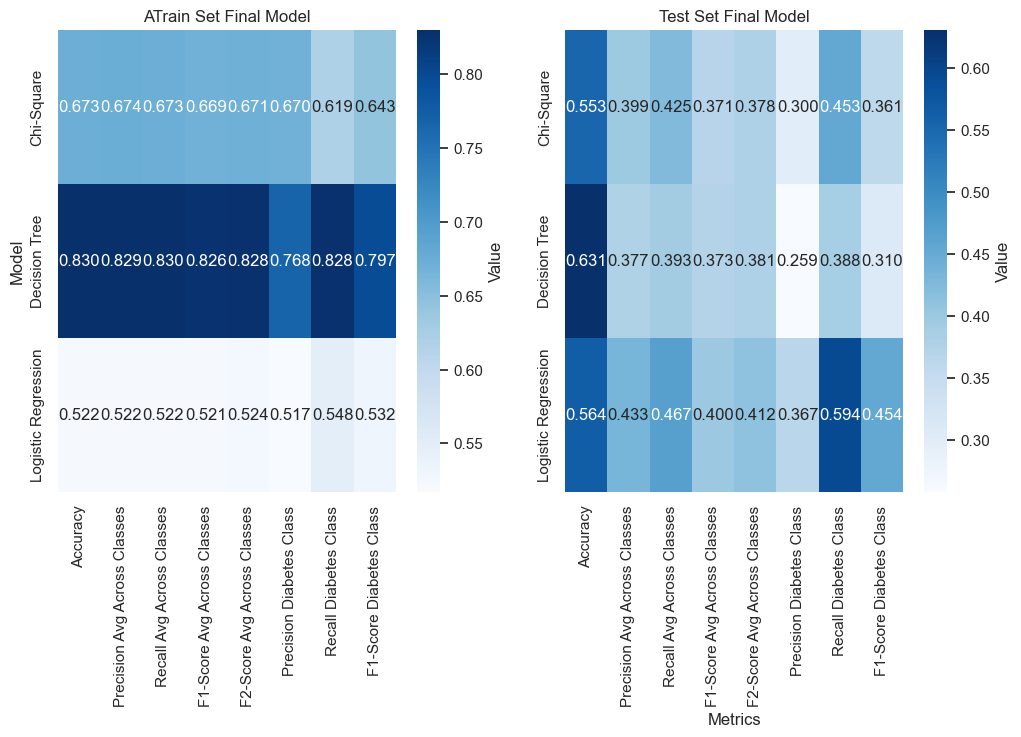 ATrain Set Final Model
Model
Chi-Square
Decision Tree
Logistic Regression
0.673 0.674 0.673 0.669 0.671 0.670 0.619 0.643
0.830 0.829 0.830 0.826 0.828 0.768 0.828 0.797
0.522 0.522 0.522 0.521 0.524 0.517 0.548 0.532
Accuracy
Precision Avg Across Classes
Recall Avg Across Classes
F1-Score Avg Across Classes
F2-Score Avg Across Classes
Precision Diabetes Class
Recall Diabetes Class
F1-Score Diabetes Class
0.80
0.75
0.70
0.65
0.60
0.55
Value
Test Set Final Model
Chi-Square
Decision Tree
Logistic Regression
0.553 0.399 0.425 0.371 0.378 0.300 0.453 0.361
0.631 0.377 0.393 0.373 0.381 0.259 0.388 0.310
0.564 0.433 0.467 0.400 0.412 0.367 0.594 0.454
Accuracy
Precision Avg Across Classes
Recall Avg Across Classes
F1-Score Avg Across Classes
F2-Score Avg Across Classes
Precision Diabetes Class
Recall Diabetes Class
F1-Score Diabetes Class
Metrics
0.60
0.55
0.50
0.45
0.40
0.35
0.30
Value